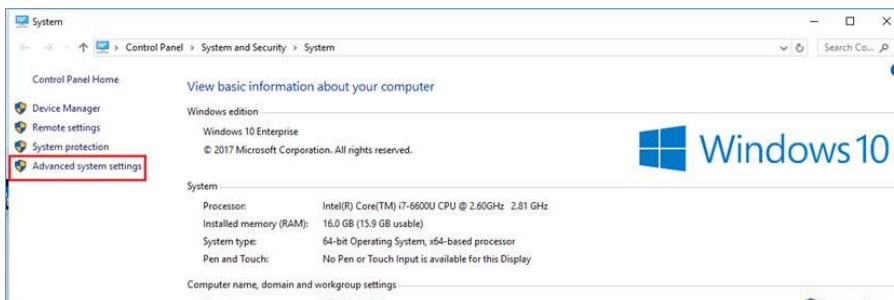 System
Control Panel > System and Security > System
Search Co...
Control Panel Home
View basic information about your computer
Device Manager
Windows edition
Remote settings
Windows 10 Enterprise
System protection
© 2017 Microsoft Corporation. All rights reserved.
Advanced system settings
Windows 10
System
Processor: Intel(R) Core(TM) i7-6600U CPU @ 2.60GHz 2.81 GHz
Installed memory (RAM): 16.0 GB (15.9 GB usable)
System type: 64-bit Operating System, x64-based processor
Pen and Touch: No Pen or Touch Input is available for this Display
Computer name, domain and workgroup settings